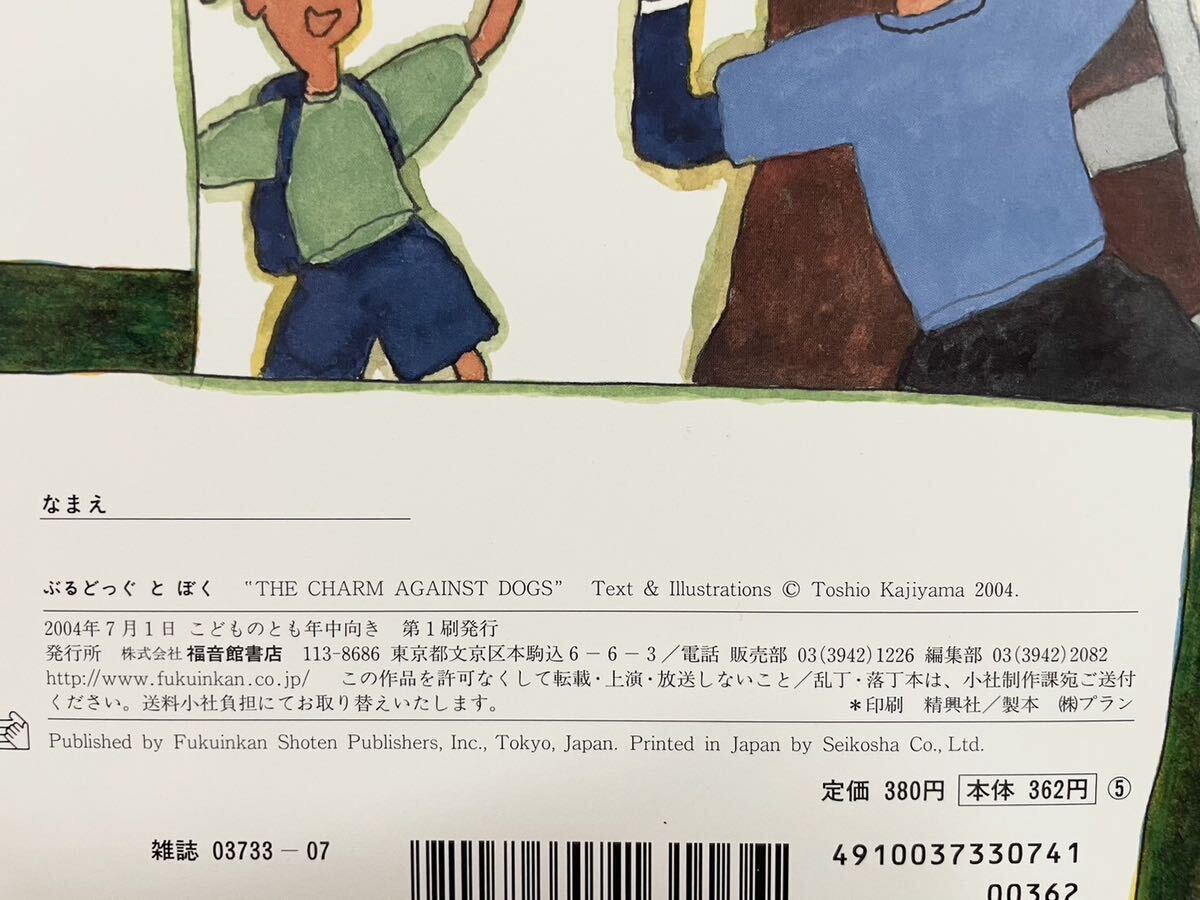 なまえ
ぶるどっぐ と ぼく "THE CHARM AGAINST DOGS" Text & Illustrations © Toshio Kajiyama 2004.
2004年7月1日 こどものとも年中向き 第1刷発行
発行所 株式会社 福音館書店 113-8686 東京都文京区本駒込6-6-3/電話 販売部 03(3942)1226 編集部 03(3942)2082
http://www.fukuinkan.co.jp/ この作品を許可なくして転載・上演・放送しないこと/乱丁・落丁本は、小社制作課宛ご送付
ください。送料小社負担にてお取り替えいたします。 *印刷 精興社/製本 ㈱プラン
Published by Fukuinkan Shoten Publishers, Inc., Tokyo, Japan. Printed in Japan by Seikosha Co., Ltd.
定価 380円 本体 362円 ⑤
雑誌 03733-07
4910037330741
00362